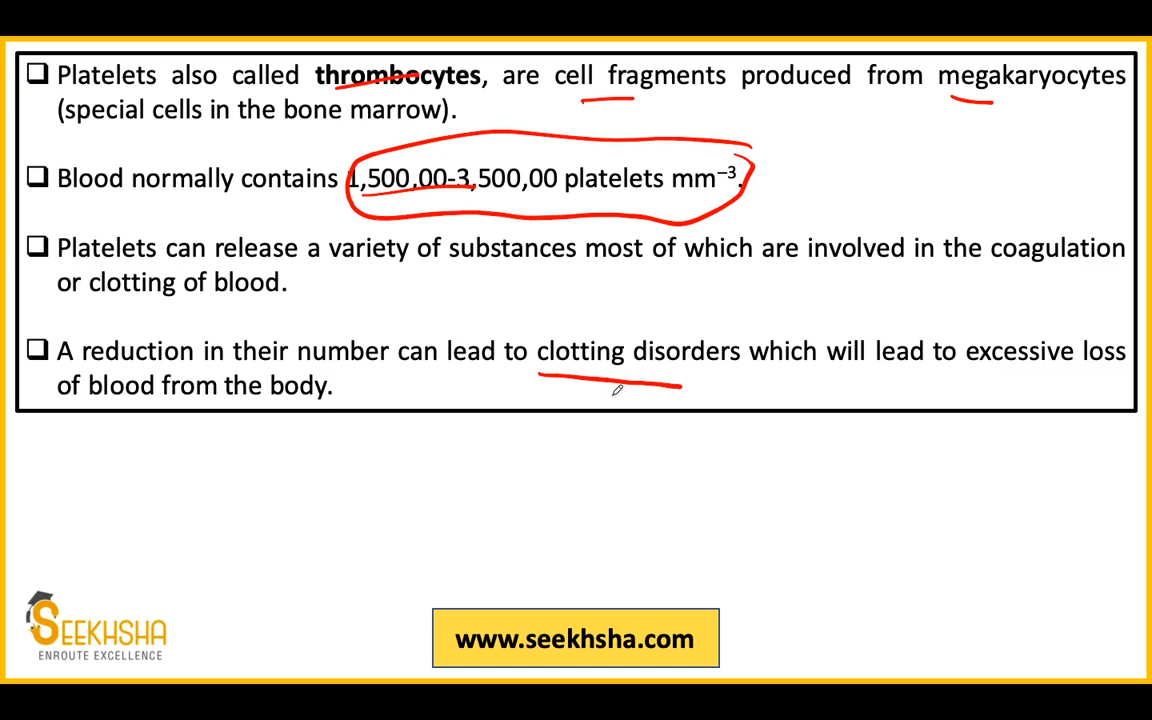 Platelets also called thrombocytes, are cell fragments produced from megakaryocytes
(special cells in the bone marrow).
Blood normally contains 1,500,00-3,500,00 platelets mm⁻³.
Platelets can release a variety of substances most of which are involved in the coagulation
or clotting of blood.
A reduction in their number can lead to clotting disorders which will lead to excessive loss
of blood from the body.
SEEKHSHA
ENROUTE EXCELLENCE
www.seekhsha.com